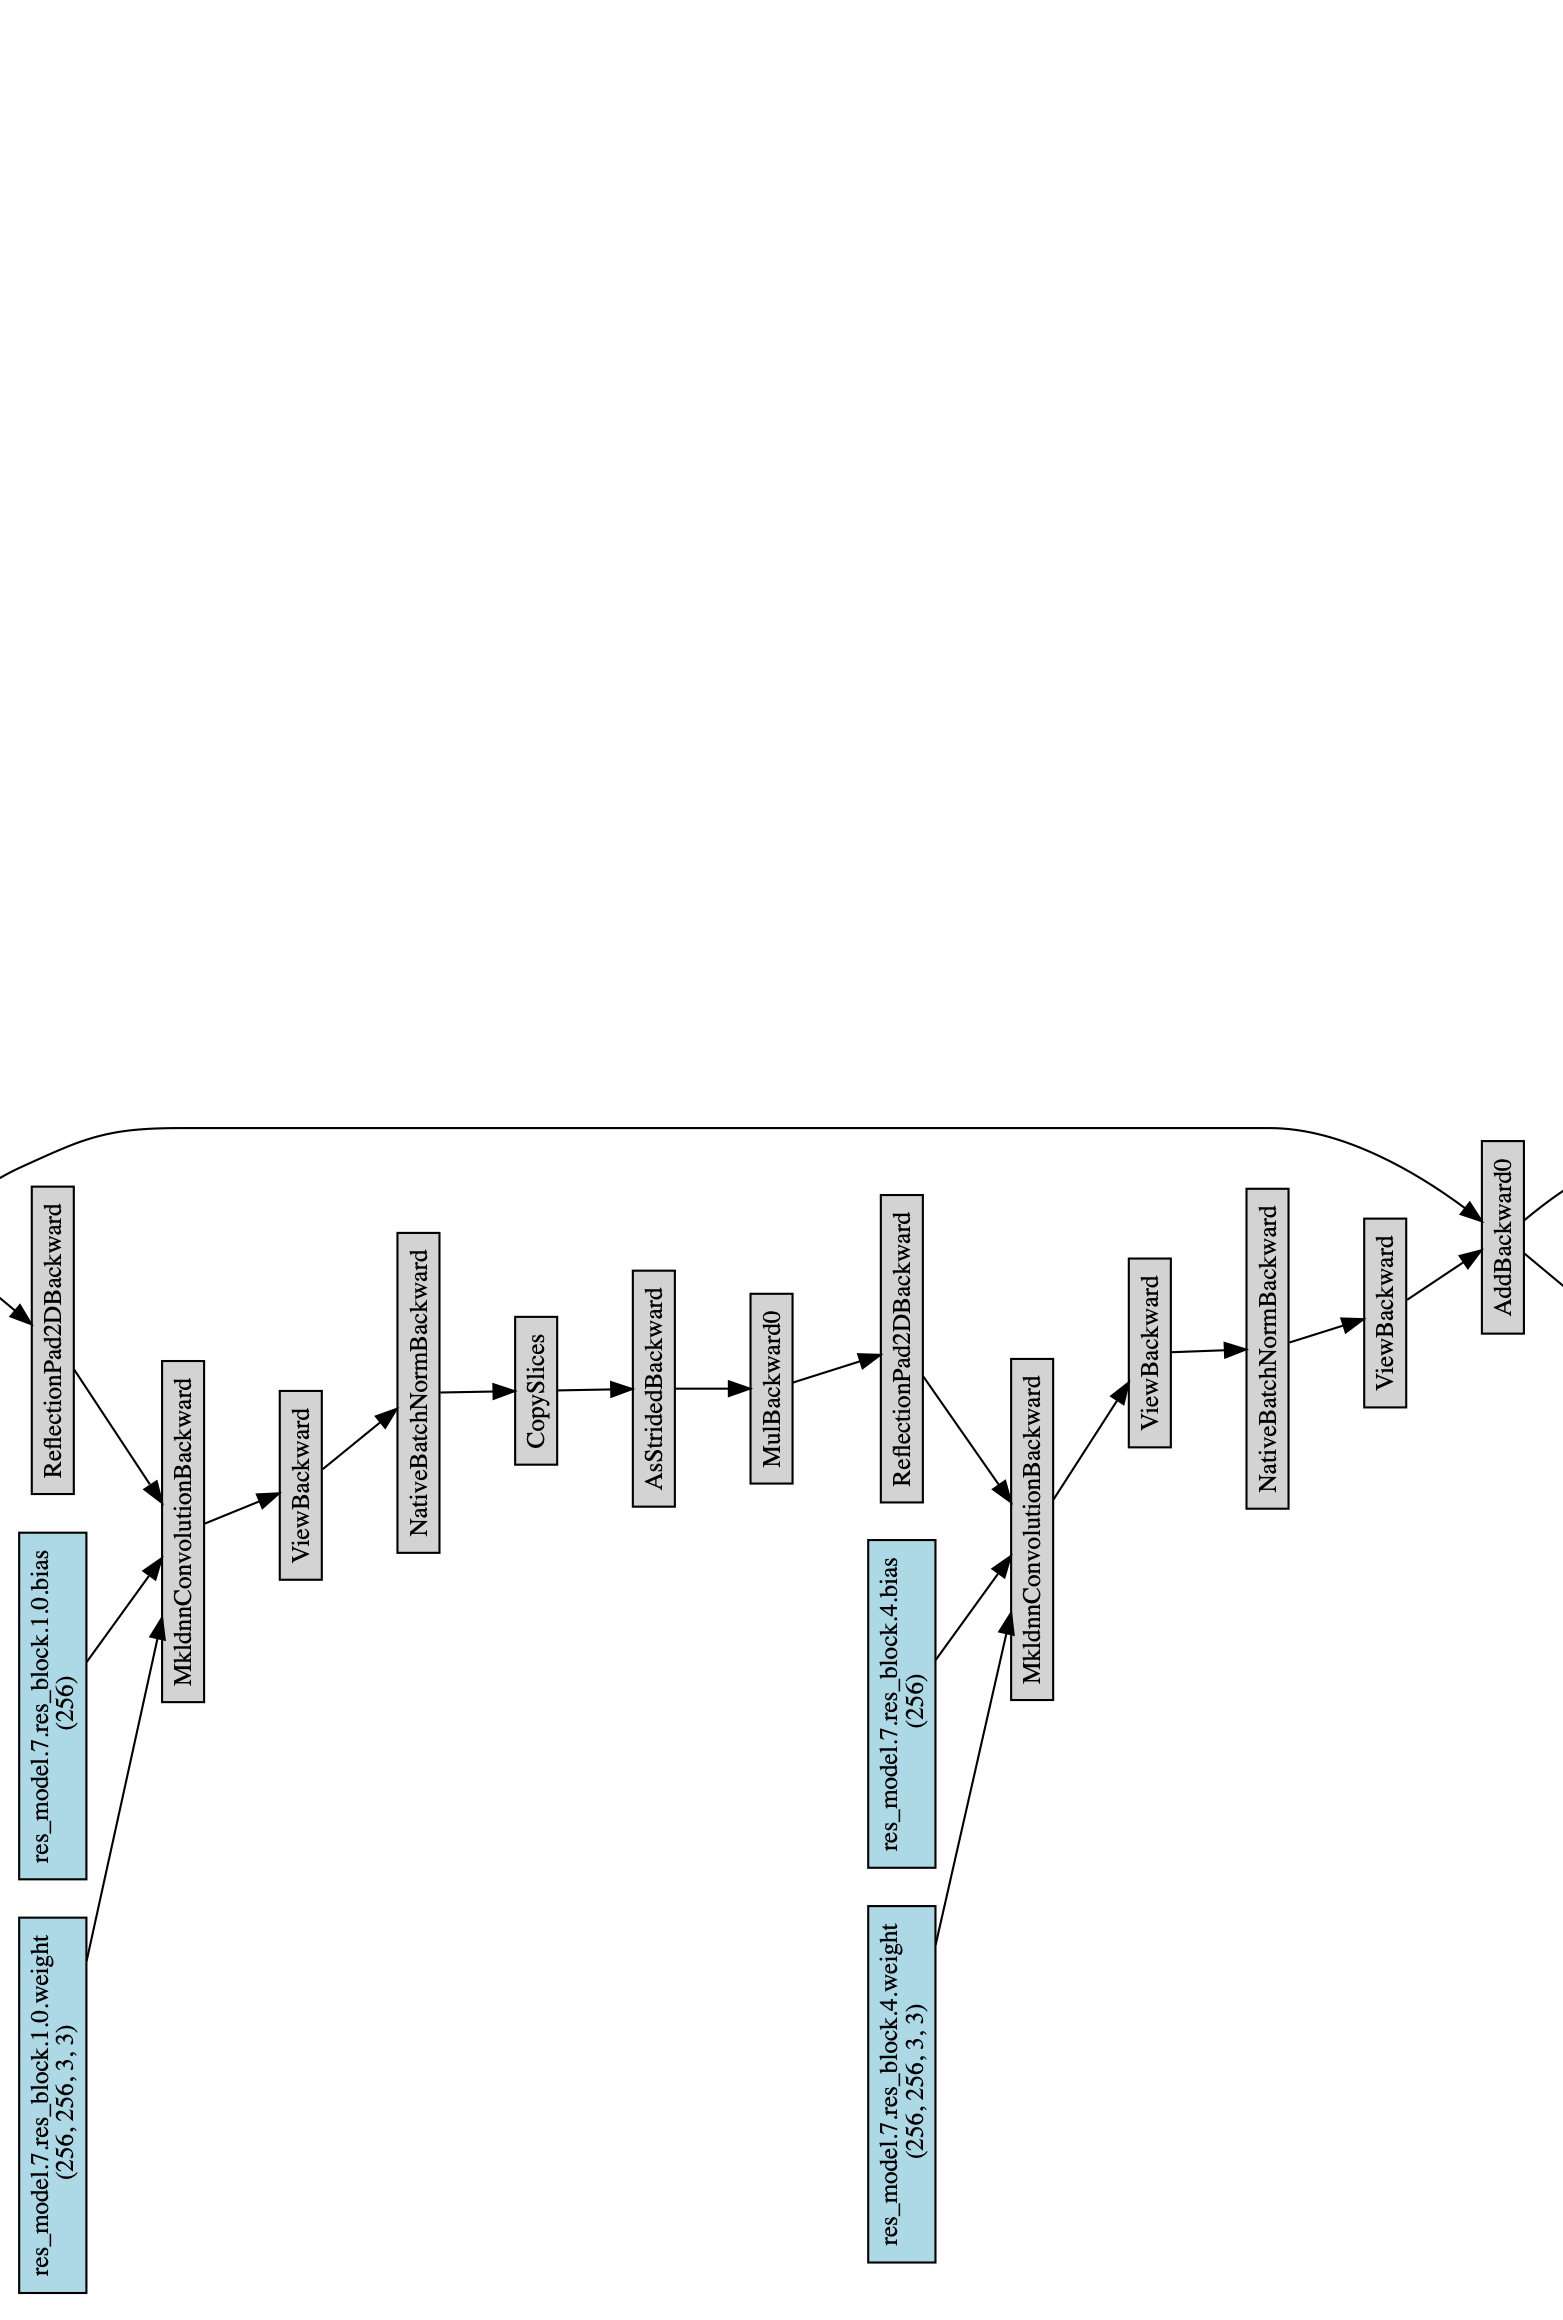 ReflectionPad2DBackward
res_model.7.res_block.1.0.bias
(256)
res_model.7.res_block.1.0.weight
(256, 256, 3, 3)
MkldnnConvolutionBackward
ViewBackward
NativeBatchNormBackward
CopySlices
AsStridedBackward
MulBackward0
ReflectionPad2DBackward
res_model.7.res_block.4.bias
(256)
res_model.7.res_block.4.weight
(256, 256, 3, 3)
MkldnnConvolutionBackward
ViewBackward
NativeBatchNormBackward
ViewBackward
AddBackward0